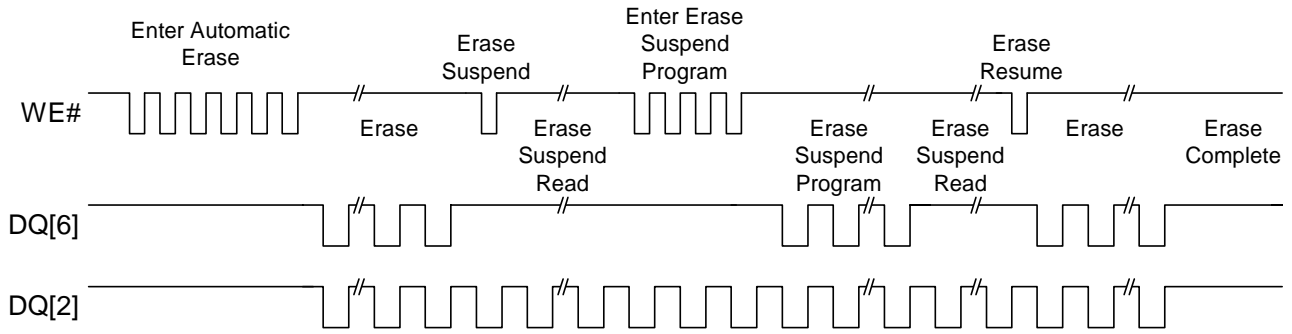 Enter Automatic
Erase
Erase
Suspend
Enter Erase
Suspend
Program
Erase
Resume
WE#
Erase
Erase
Suspend
Read
Erase
Suspend
Program
Erase
Suspend
Read
Erase
Erase
Complete
DQ[6]
DQ[2]